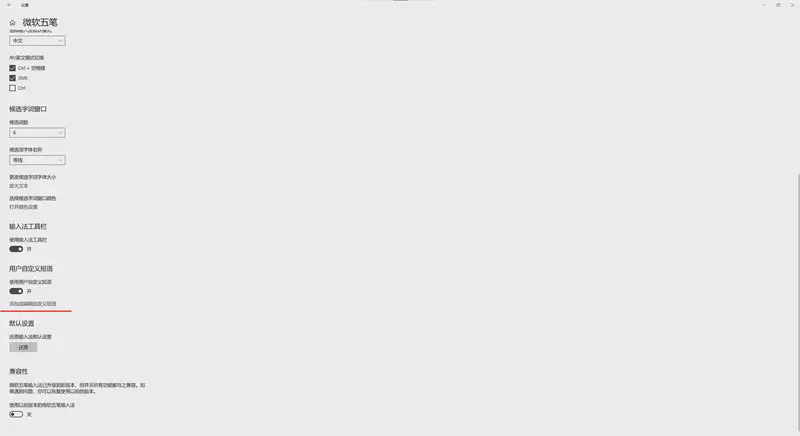 设置
微软五笔
中文
中/英文模式切换
Ctrl + 空格键
Shift
Ctrl
候选字词窗口
候选词数
6
候选项字体名称
等线
更改候选字词字体大小
放大文本
选择候选字词窗口颜色
打开颜色设置
输入法工具栏
使用输入法工具栏
开
用户自定义短语
使用用户自定义短语
开
添加或编辑自定义短语
默认设置
还原输入法默认设置
还原
兼容性
微软五笔输入法已升级到新版本，但并非所有功能都与之兼容。如
果遇到问题，你可以恢复使用以前的版本。
使用以前版本的微软五笔输入法
关